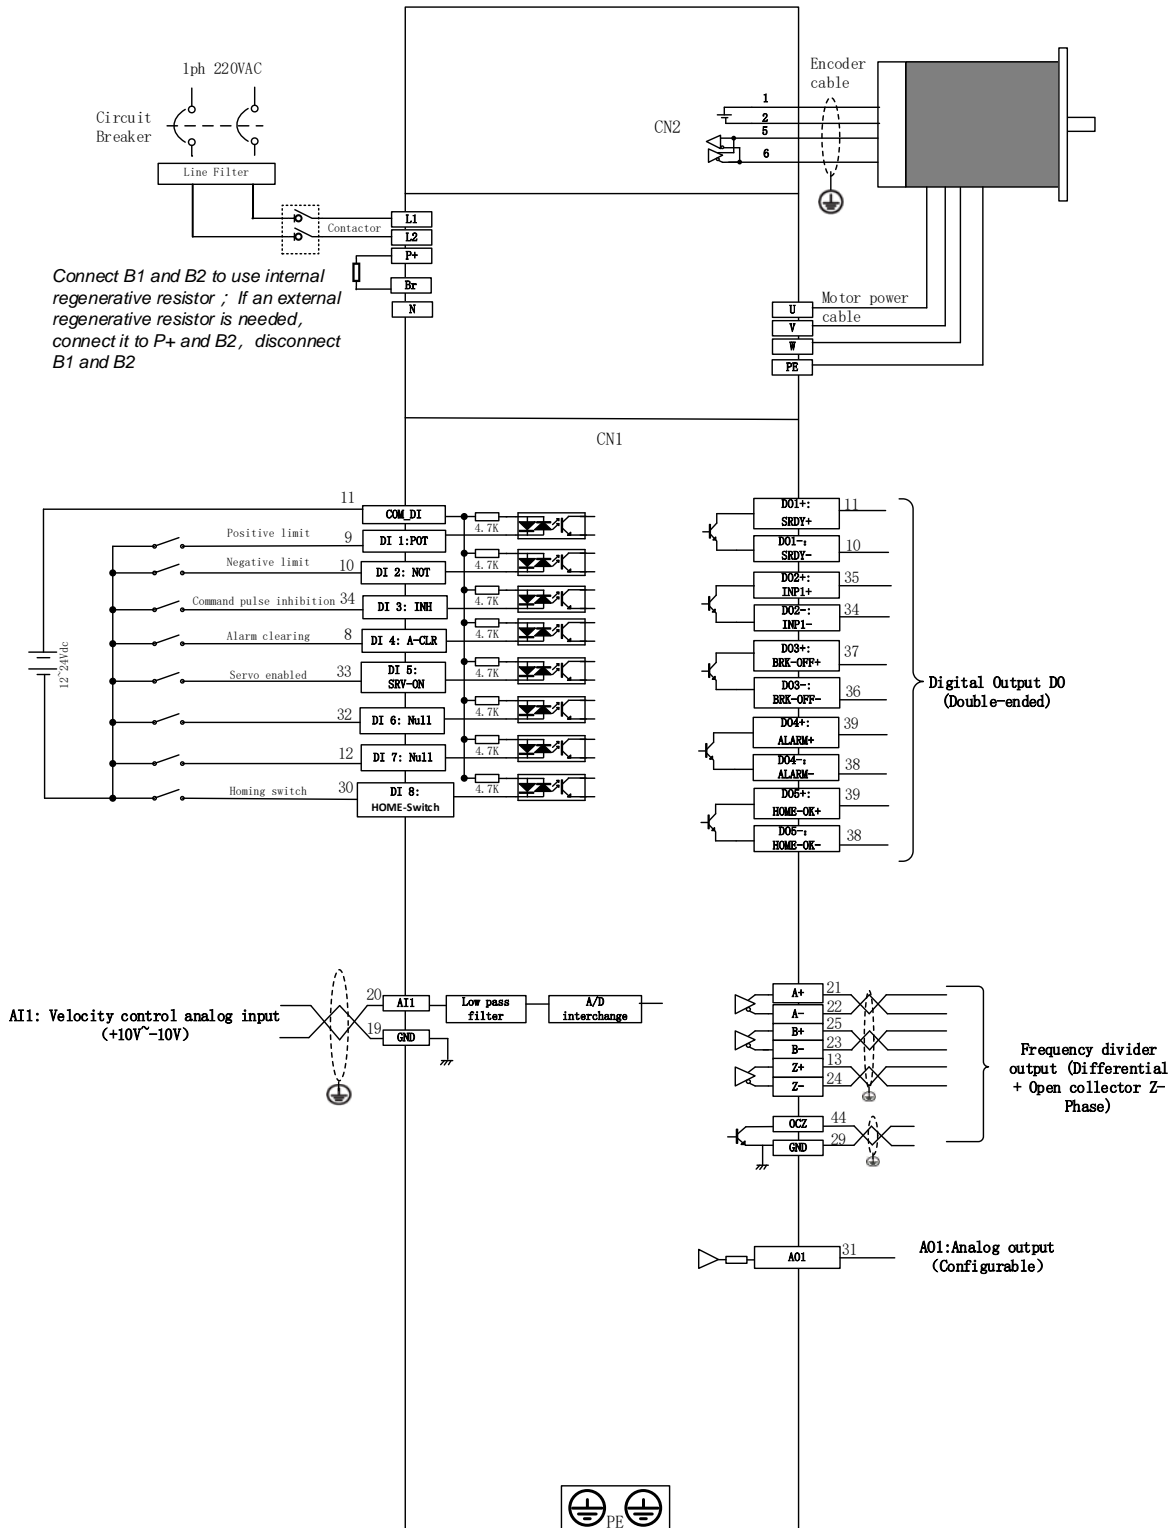 1ph 220VAC
Circuit
Breaker
Line Filter
Contactor
L1
L2
P+
Br
N
Connect B1 and B2 to use internal
regenerative resistor ; If an external
regenerative resistor is needed,
connect it to P+ and B2, disconnect
B1 and B2
CN2
1
2
5
6
Encoder
cable
U
V
W
PE
Motor power
cable
CN1
11
COM_DI
4.7K
Positive limit
9
DI 1:POT
4.7K
Negative limit
10
DI 2: NOT
4.7K
Command pulse inhibition
34
DI 3: INH
4.7K
Alarm clearing
8
DI 4: A-CLR
4.7K
Servo enabled
33
DI 5:
SRV-ON
4.7K
32
DI 6: Null
4.7K
12
DI 7: Null
4.7K
Homing switch
30
DI 8:
HOME-Switch
12~24Vdc
DO1+:
SRDY+
11
DO1-:
SRDY-
10
DO2+:
INP1+
35
DO2-:
INP1-
34
DO3+:
BRK-OFF+
37
DO3-:
BRK-OFF-
36
DO4+:
ALARM+
39
DO4-:
ALARM-
38
DO5+:
HOME-OK+
39
DO5-:
HOME-OK-
38
Digital Output DO
(Double-ended)
AI1: Velocity control analog input
(+10V~-10V)
20
AI1
19
GND
Low pass
filter
A/D
interchange
A+
21
A-
22
B+
25
B-
23
Z+
13
Z-
24
OCZ
44
GND
29
Frequency divider
output (Differential
+ Open collector Z-
Phase)
AO1
31
AO1:Analog output
(Configurable)
PE